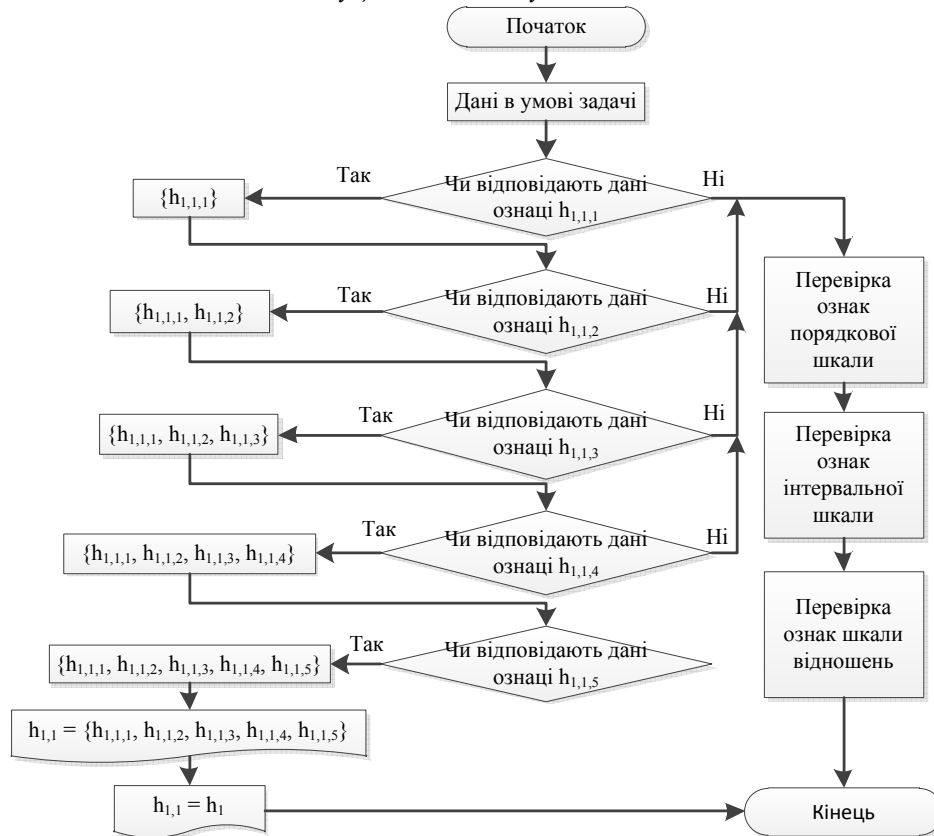 Початок
Дані в умові задачі
Так
Чи відповідають дані
ознаці h1,1,1
Ні
{h1,1,1}
Так
Чи відповідають дані
ознаці h1,1,2
Ні
{h1,1,1, h1,1,2}
Так
Чи відповідають дані
ознаці h1,1,3
Ні
{h1,1,1, h1,1,2, h1,1,3}
Так
Чи відповідають дані
ознаці h1,1,4
Ні
{h1,1,1, h1,1,2, h1,1,3, h1,1,4}
Так
Чи відповідають дані
ознаці h1,1,5
{h1,1,1, h1,1,2, h1,1,3, h1,1,4, h1,1,5}
h1,1 = {h1,1,1, h1,1,2, h1,1,3, h1,1,4, h1,1,5}
h1,1 = h1
Перевірка
ознак
порядкової
шкали
Перевірка
ознак
інтервальної
шкали
Перевірка
ознак шкали
відношень
Кінець